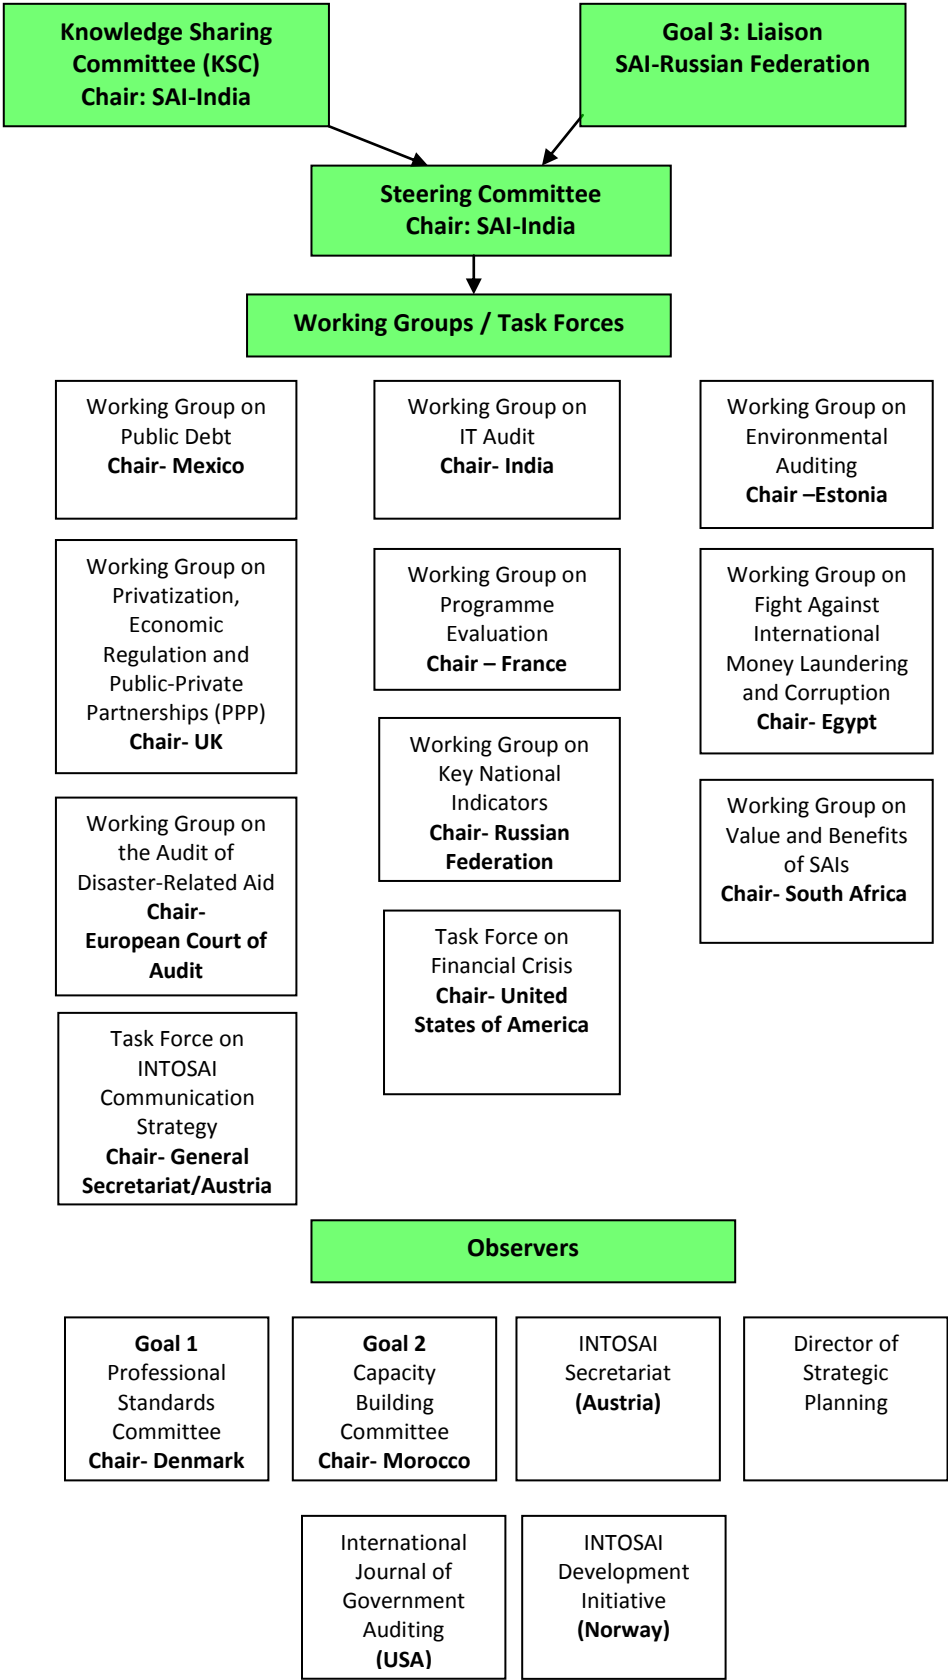 Knowledge Sharing
Committee (KSC)
Chair: SAI-India
Goal 3: Liaison
SAI-Russian Federation
Steering Committee
Chair: SAI-India
Working Groups / Task Forces
Working Group on
Public Debt
Chair- Mexico
Working Group on
IT Audit
Chair- India
Working Group on
Environmental
Auditing
Chair –Estonia
Working Group on
Privatization,
Economic
Regulation and
Public-Private
Partnerships (PPP)
Chair- UK
Working Group on
Programme
Evaluation
Chair – France
Working Group on
Fight Against
International
Money Laundering
and Corruption
Chair- Egypt
Working Group on
Key National
Indicators
Chair- Russian
Federation
Working Group on
the Audit of
Disaster-Related Aid
Chair-
European Court of
Audit
Working Group on
Value and Benefits
of SAIs
Chair- South Africa
Task Force on
Financial Crisis
Chair- United
States of America
Task Force on
INTOSAI
Communication
Strategy
Chair- General
Secretariat/Austria
Observers
Goal 1
Professional
Standards
Committee
Chair- Denmark
Goal 2
Capacity
Building
Committee
Chair- Morocco
INTOSAI
Secretariat
(Austria)
Director of
Strategic
Planning
International
Journal of
Government
Auditing
(USA)
INTOSAI
Development
Initiative
(Norway)